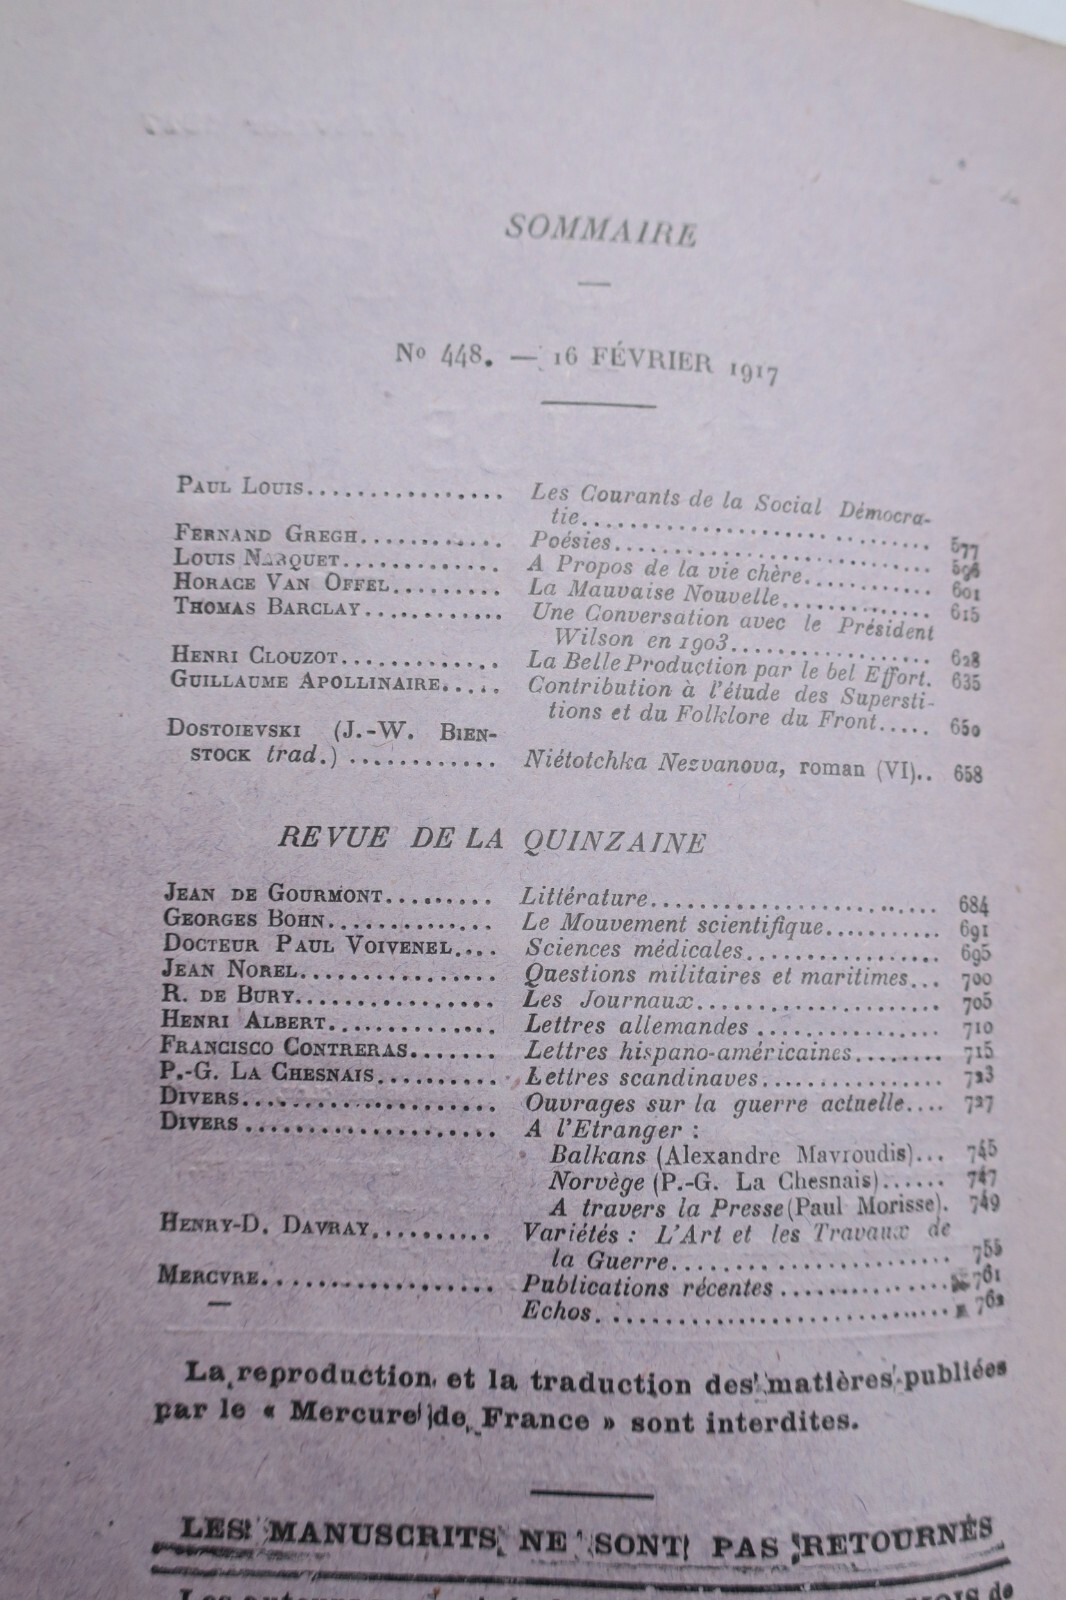 SOMMAIRE
No 448. — 16 FÉVRIER 1917
PAUL LOUIS................ Les Courants de la Social Démocra-
tie.............................. 577
FERNAND GREGH............ Poésies........................... 598
LOUIS NARQUET............. A Propos de la vie chère............ 601
HORACE VAN OFFEL......... La Mauvaise Nouvelle.............. 615
THOMAS BARCLAY............ Une Conversation avec le Président
Wilson en 1903.................. 628
HENRI CLOUZOT............. La Belle Production par le bel Effort. 635
GUILLAUME APOLLINAIRE..... Contribution à l'étude des Supersti-
tions et du Folklore du Front..... 650
DOSTOIEVSKI (J.-W. BIEN-
STOCK trad.) ............ Niétotchka Nezvanova, roman (VI).. 658
REVUE DE LA QUINZAINE
JEAN DE GOURMONT......... Littérature....................... 684
GEORGES BOHN.............. Le Mouvement scientifique........... 691
DOCTEUR PAUL VOIVENEL.... Sciences médicales................. 695
JEAN NOREL................ Questions militaires et maritimes... 700
R. DE BURY................ Les Journaux..................... 705
HENRI ALBERT.............. Lettres allemandes ............... 710
FRANCISCO CONTRERAS....... Lettres hispano-américaines........ 715
P.-G. LA CHESNAIS.......... Lettres scandinaves................ 723
DIVERS..................... Ouvrages sur la guerre actuelle.... 727
DIVERS .................... A l'Etranger :
Balkans (Alexandre Mavroudis)... 745
Norvège (P.-G. La Chesnais)...... 747
A travers la Presse (Paul Morisse). 749
HENRY-D. DAVRAY.......... Variétés : L'Art et les Travaux de
la Guerre....................... 755
MERCVRE.................. Publications récentes .............. 761
— Echos........................... 762
La reproduction et la traduction des matières publiées
par le « Mercure de France » sont interdites.
LES MANUSCRITS NE SONT PAS RETOURNÉS